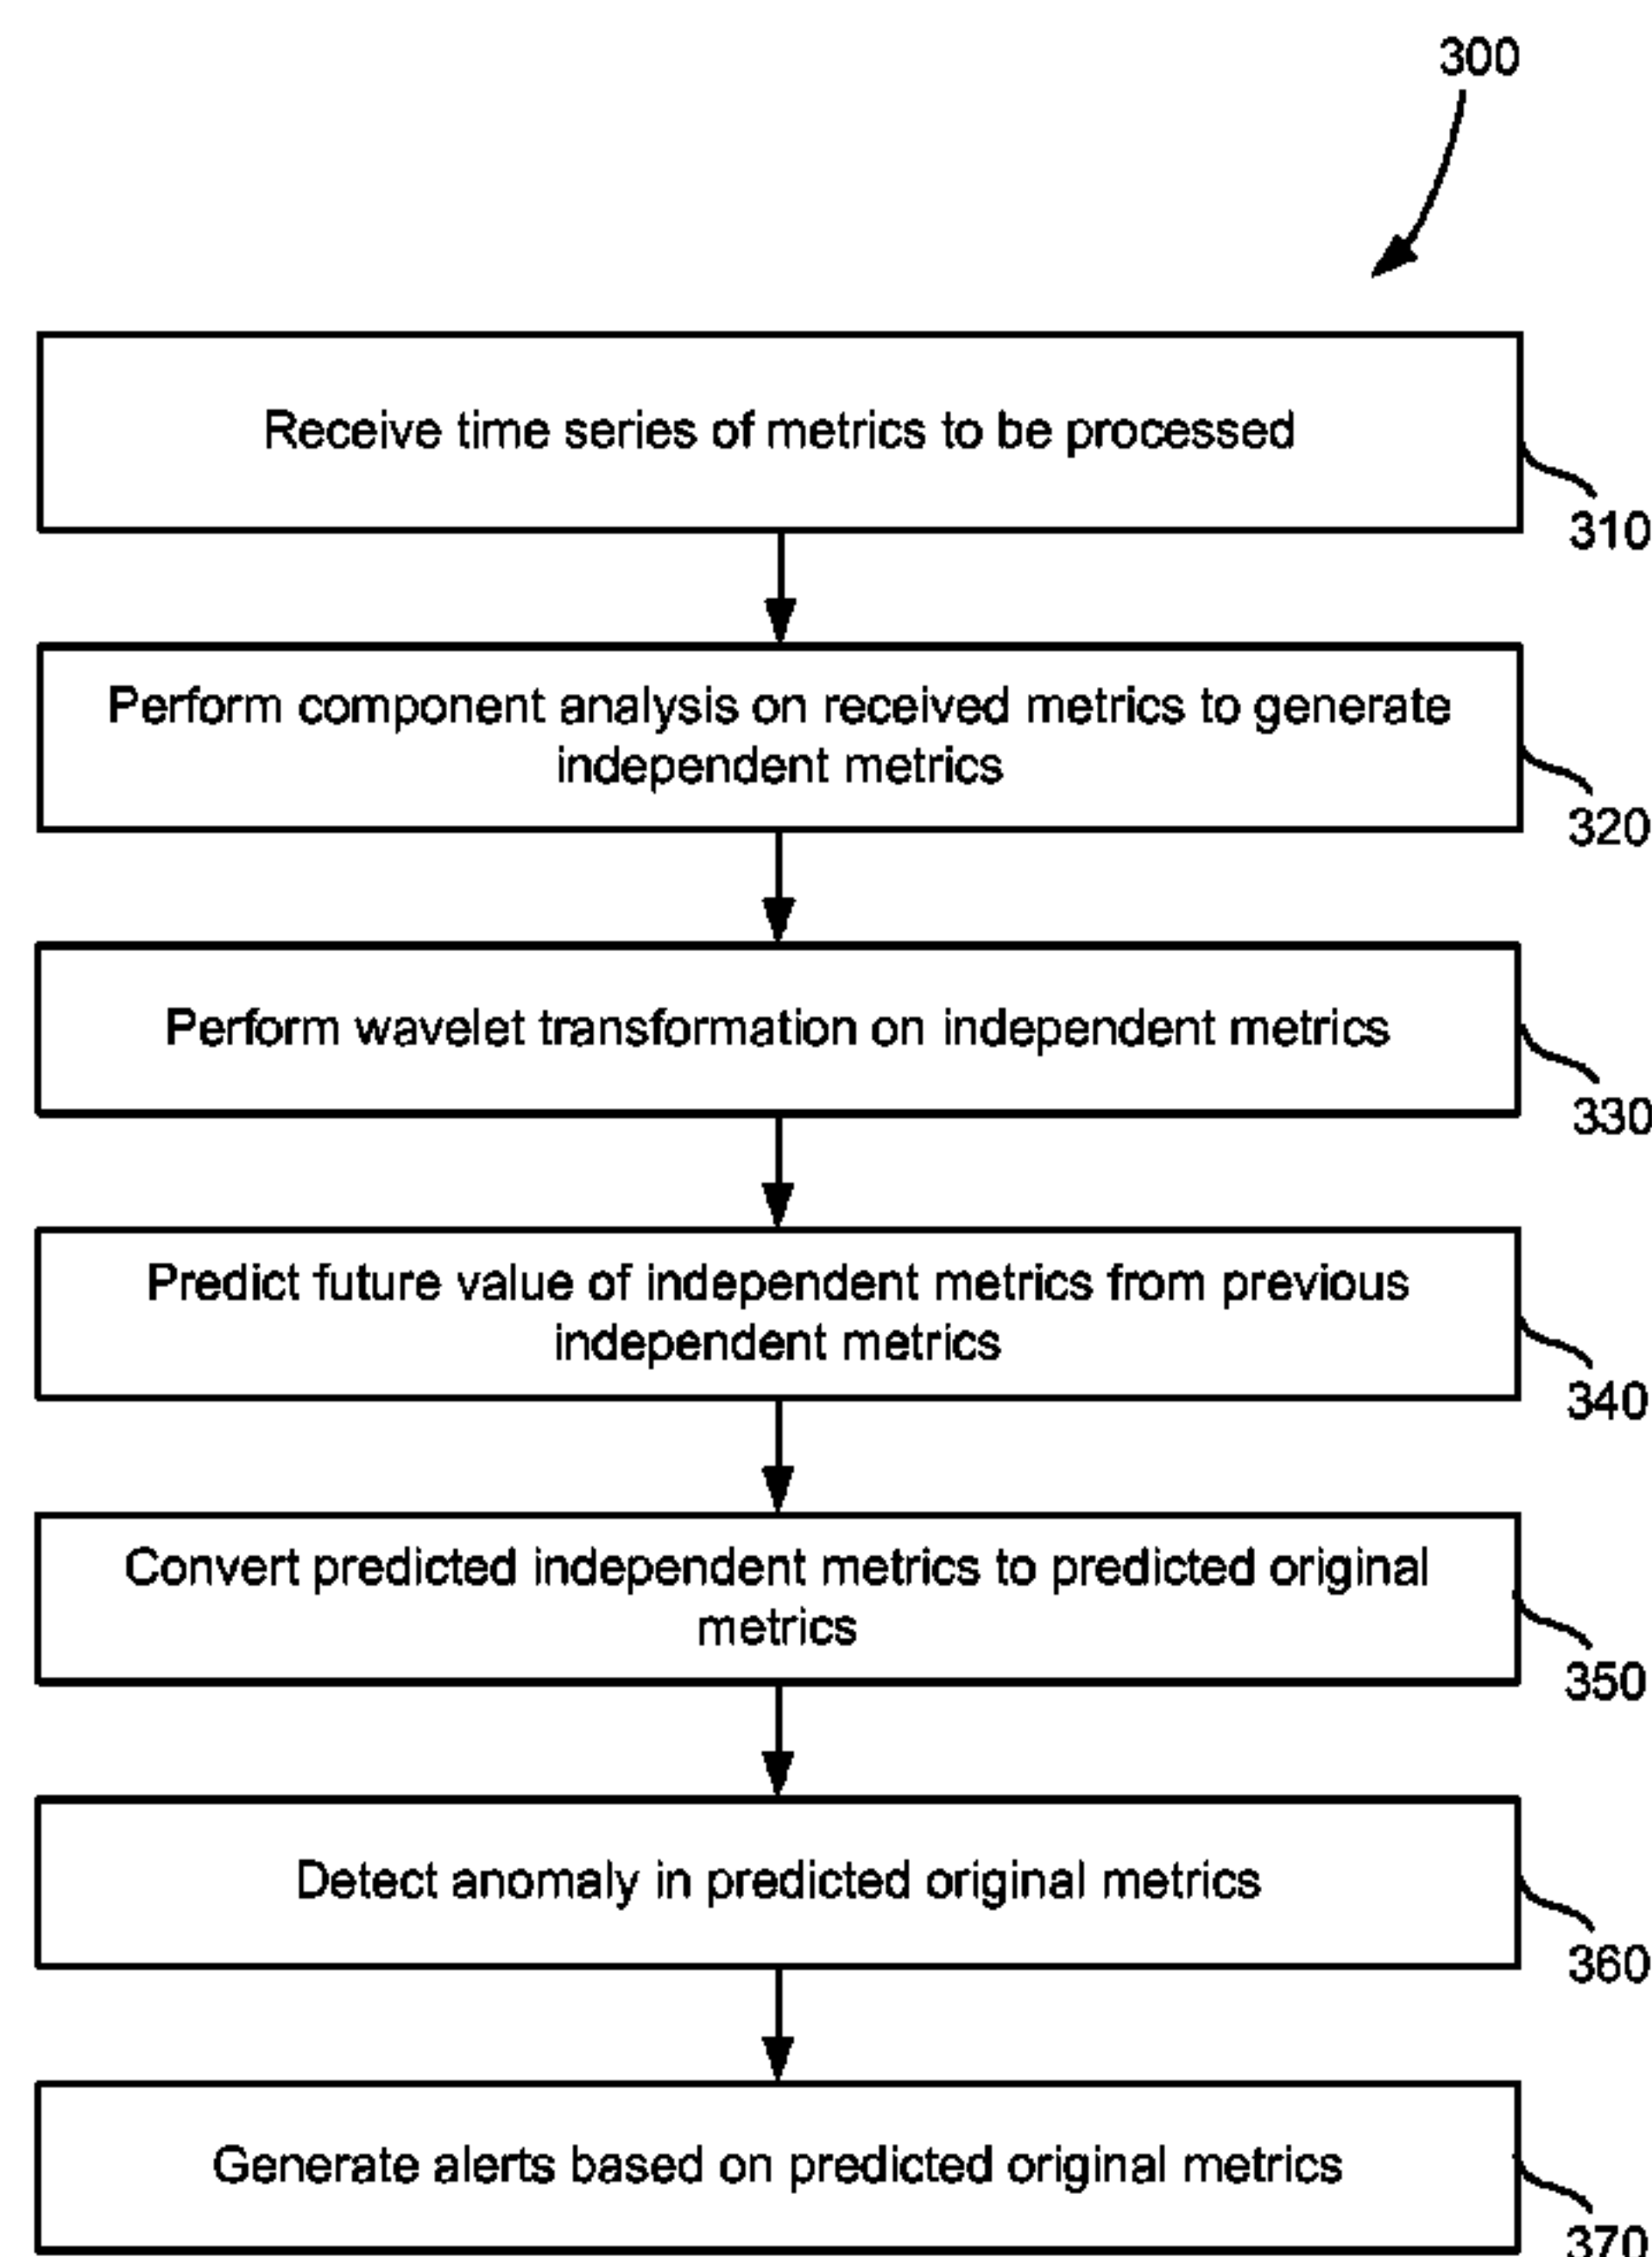 300
Receive time series of metrics to be processed
310
Perform component analysis on received metrics to generate
independent metrics
320
Perform wavelet transformation on independent metrics
330
Predict future value of independent metrics from previous
independent metrics
340
Convert predicted independent metrics to predicted original
metrics
350
Detect anomaly in predicted original metrics
360
Generate alerts based on predicted original metrics
370